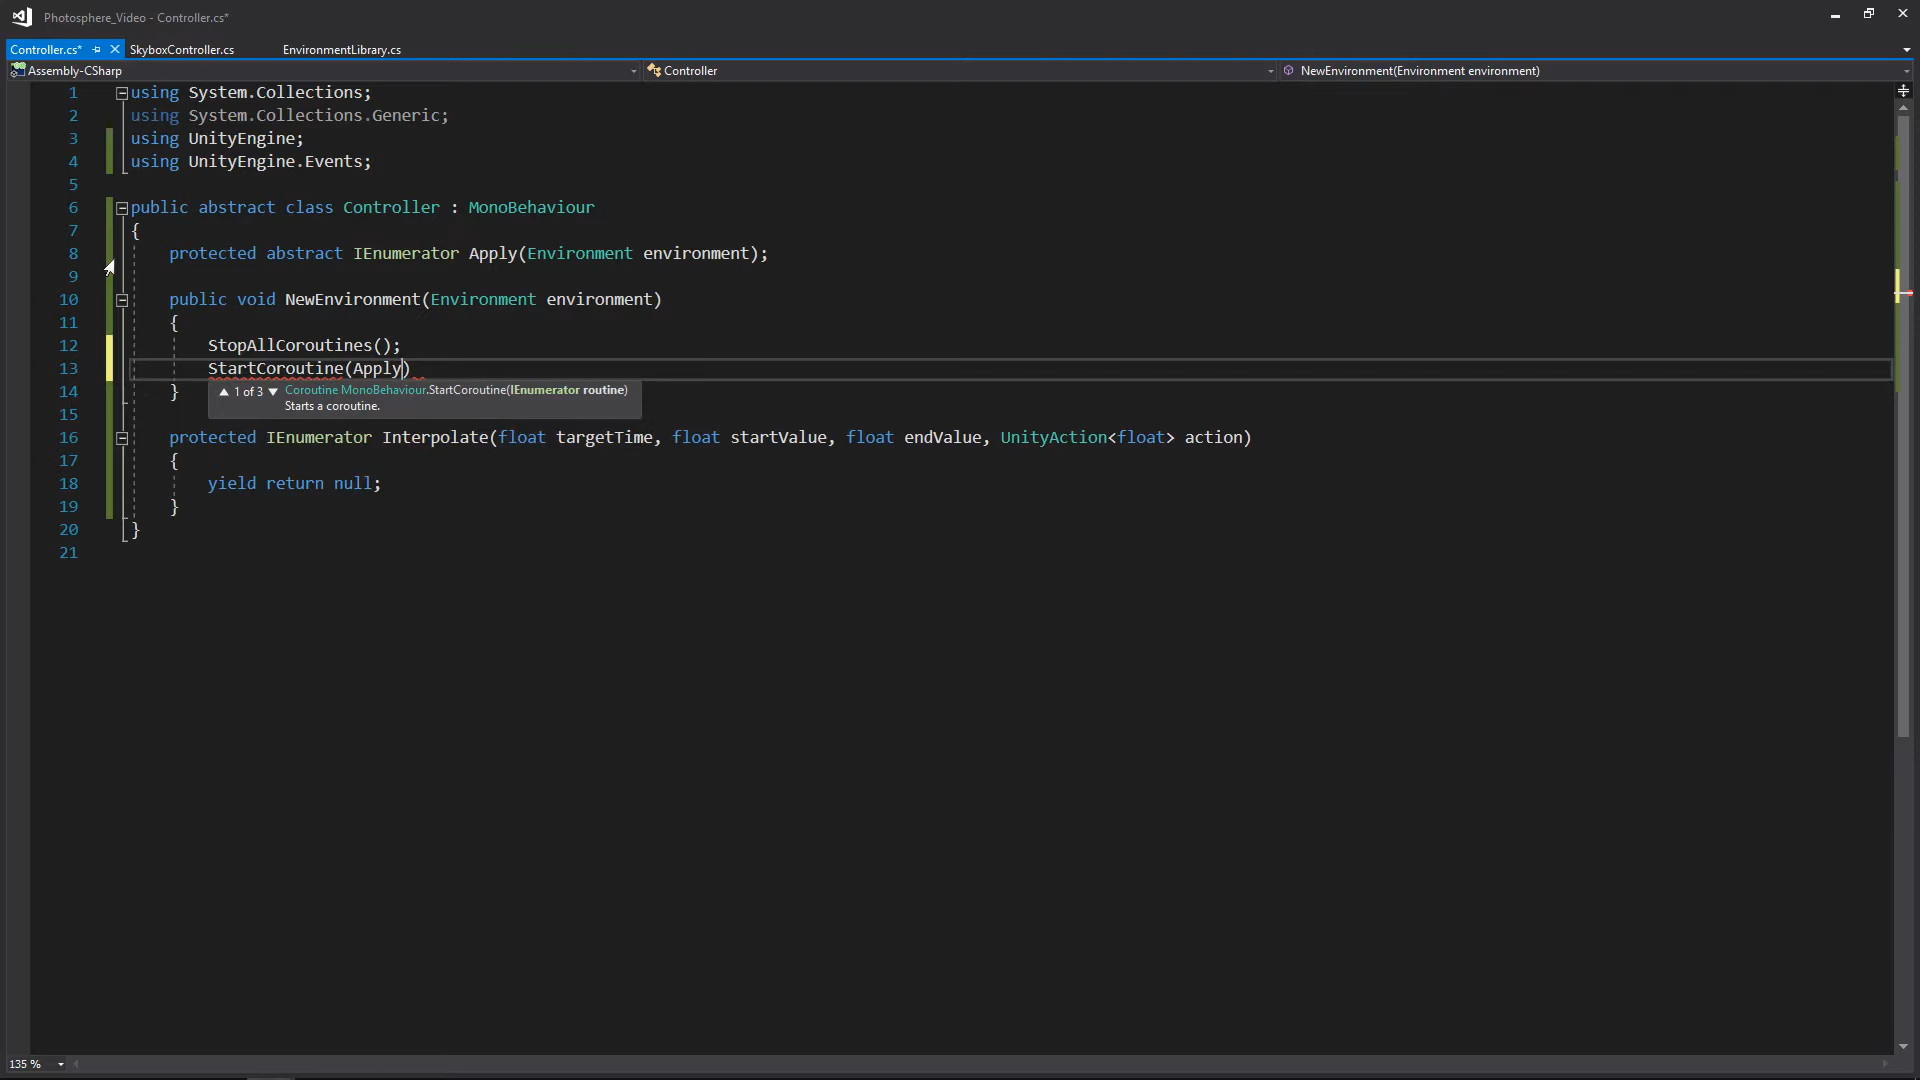 Photosphere_Video - Controller.cs*
Controller.cs* SkyboxController.cs EnvironmentLibrary.cs
Assembly-CSharp Controller NewEnvironment(Environment environment)
1 using System.Collections;
2 using System.Collections.Generic;
3 using UnityEngine;
4 using UnityEngine.Events;
5
6 public abstract class Controller : MonoBehaviour
7 {
8 protected abstract IEnumerator Apply(Environment environment);
9
10 public void NewEnvironment(Environment environment)
11 {
12 StopAllCoroutines();
13 StartCoroutine(Apply)
14 }
1 of 3 Coroutine MonoBehaviour.StartCoroutine(IEnumerator routine)
Starts a coroutine.
15
16 protected IEnumerator Interpolate(float targetTime, float startValue, float endValue, UnityAction<float> action)
17 {
18 yield return null;
19 }
20 }
21
135 %